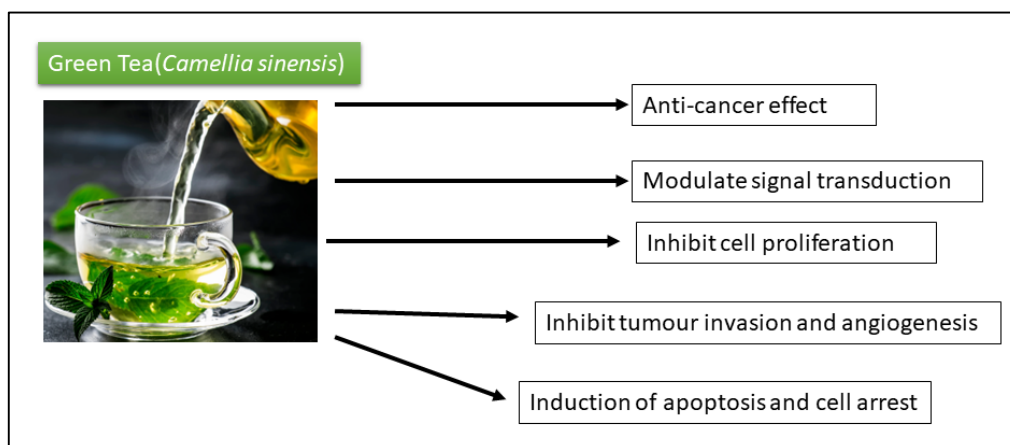 Green Tea(Camellia sinensis)
Anti-cancer effect
Modulate signal transduction
Inhibit cell proliferation
Inhibit tumour invasion and angiogenesis
Induction of apoptosis and cell arrest